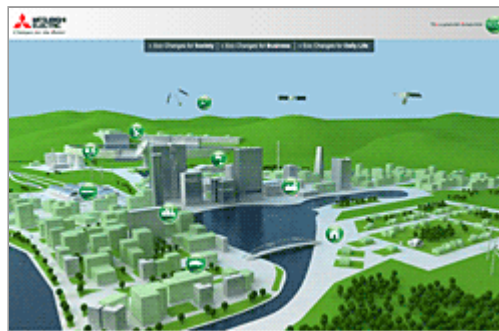 MITSUBISHI
ELECTRIC
Changes for the Better
Eco Changes for Society
Eco Changes for Business
Eco Changes for Daily Life